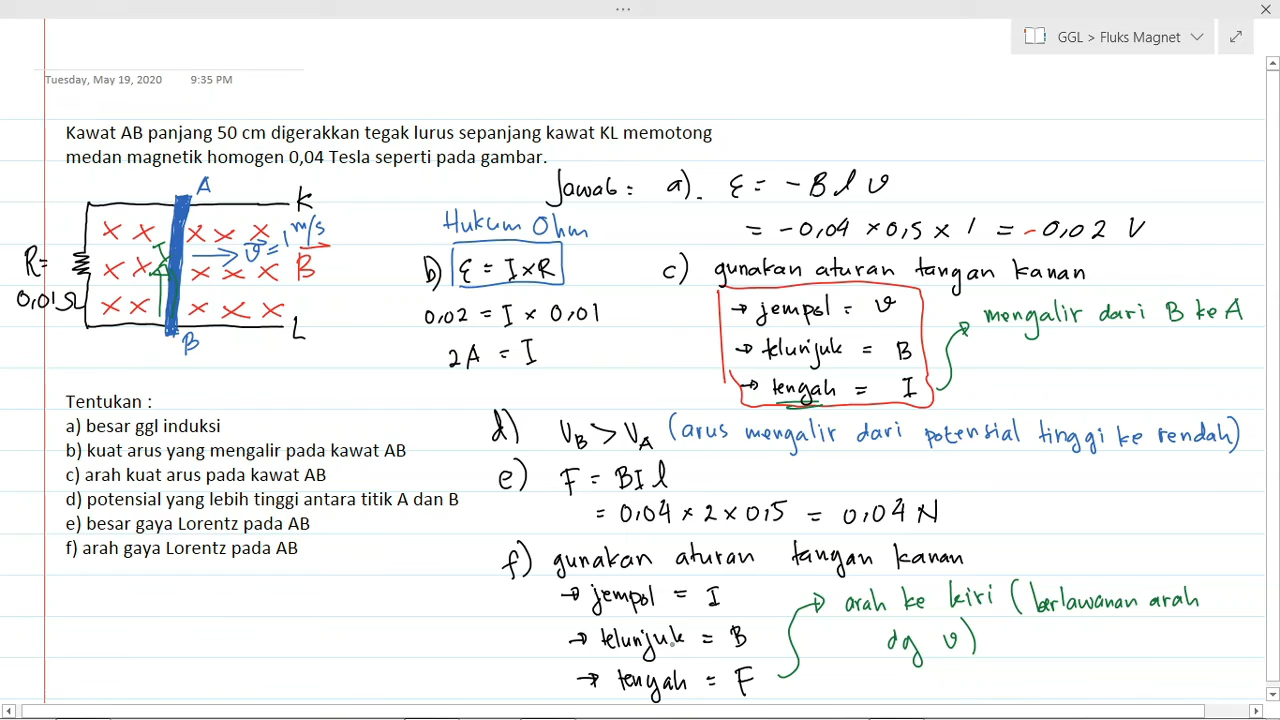 GGL > Fluks Magnet
Tuesday, May 19, 2020 9:35 PM
Kawat AB panjang 50 cm digerakkan tegak lurus sepanjang kawat KL memotong
medan magnetik homogen 0,04 Tesla seperti pada gambar.
A
K
× × × × ×
v = 1 m/s
I
R =
0,01 Ω
× × × × ×
B
× × × × ×
L
B
Tentukan :
a) besar ggl induksi
b) kuat arus yang mengalir pada kawat AB
c) arah kuat arus pada kawat AB
d) potensial yang lebih tinggi antara titik A dan B
e) besar gaya Lorentz pada AB
f) arah gaya Lorentz pada AB
Jawab : a). ε = - B l v
= -0,04 × 0,5 × 1 = -0,02 V
Hukum Ohm
b) ε = I × R
0,02 = I × 0,01
2A = I
c) gunakan aturan tangan kanan
→ jempol = v
→ telunjuk = B
→ tengah = I
mengalir dari B ke A
d) VB > VA (arus mengalir dari potensial tinggi ke rendah)
e) F = B I l
= 0,04 × 2 × 0,5 = 0,04 N
f) gunakan aturan tangan kanan
→ jempol = I
→ telunjuk = B
→ tengah = F
arah ke kiri (berlawanan arah
dg v)